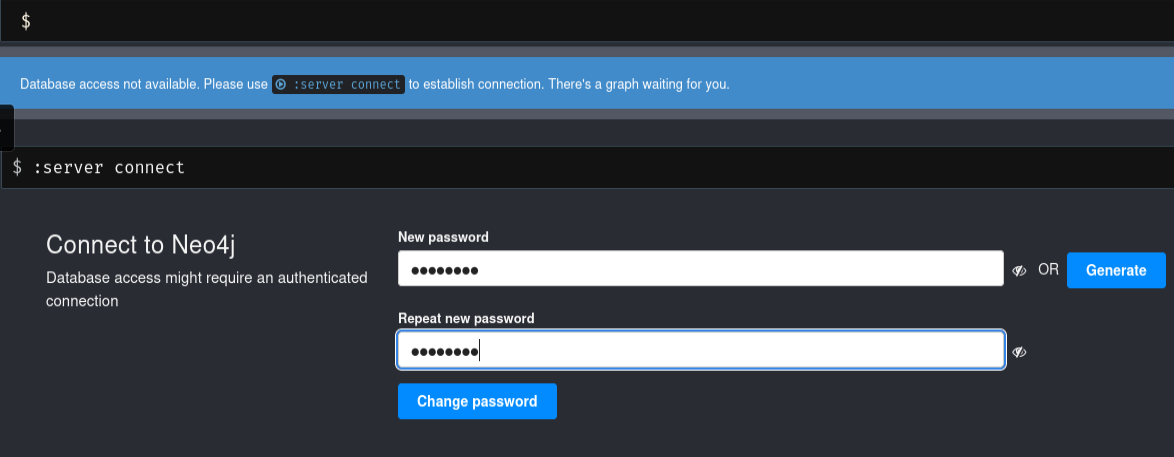 $
Database access not available. Please use :server connect to establish connection. There's a graph waiting for you.
$ :server connect
Connect to Neo4j
Database access might require an authenticated
connection
New password
●●●●●●●●
OR
Generate
Repeat new password
●●●●●●●●
Change password